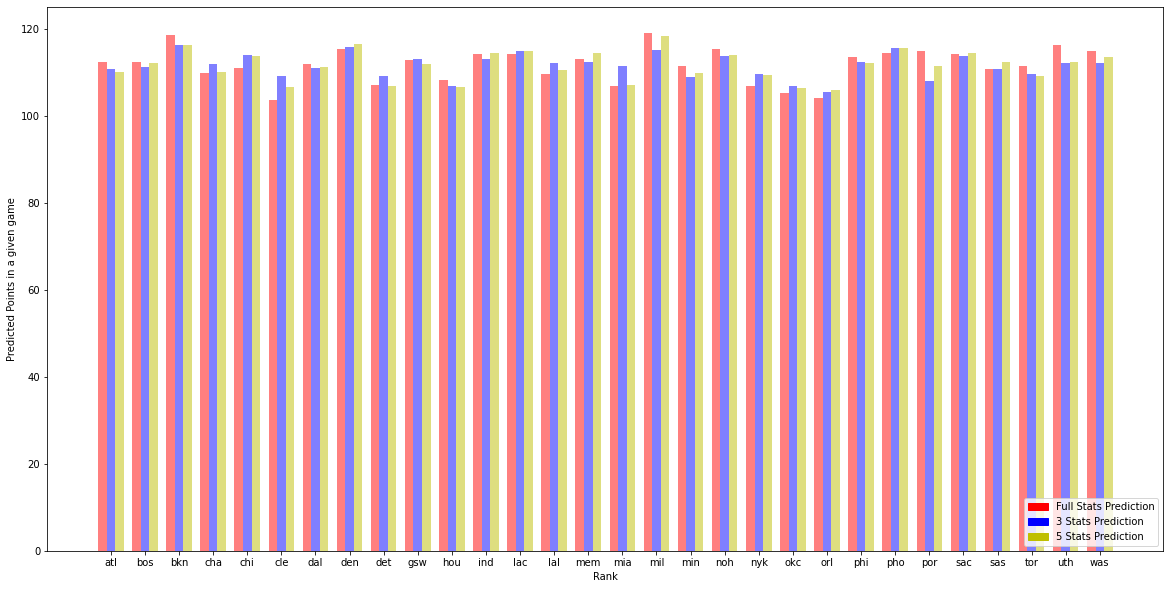 120
100
80
60
40
20
0
Predicted Points in a given game
atl bos bkn cha chi cle dal den det gsw hou ind lac lal mem mia mil min noh nyk okc orl phi pho por sac sas tor uth was
Rank
Full Stats Prediction
3 Stats Prediction
5 Stats Prediction